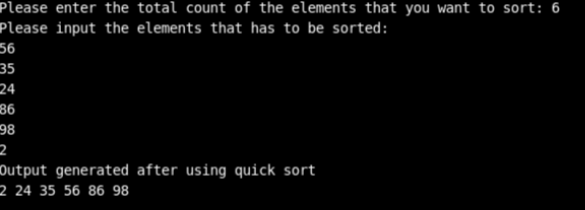 Please enter the total count of the elements that you want to sort: 6
Please input the elements that has to be sorted:
56
35
24
86
98
2
Output generated after using quick sort
2 24 35 56 86 98